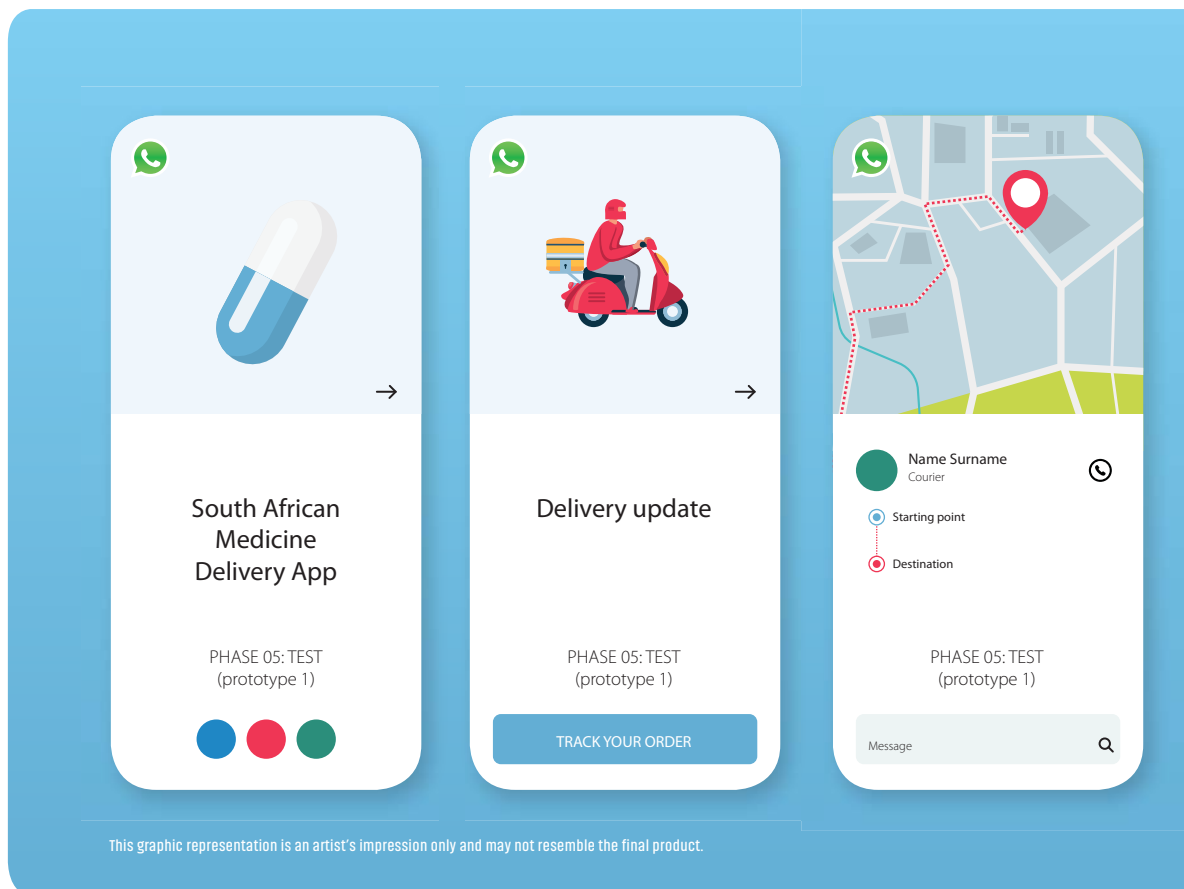 South African
Medicine
Delivery App
PHASE 05: TEST
(prototype 1)
Delivery update
PHASE 05: TEST
(prototype 1)
TRACK YOUR ORDER
Name Surname
Courier
Starting point
Destination
PHASE 05: TEST
(prototype 1)
Message
This graphic representation is an artist's impression only and may not resemble the final product.